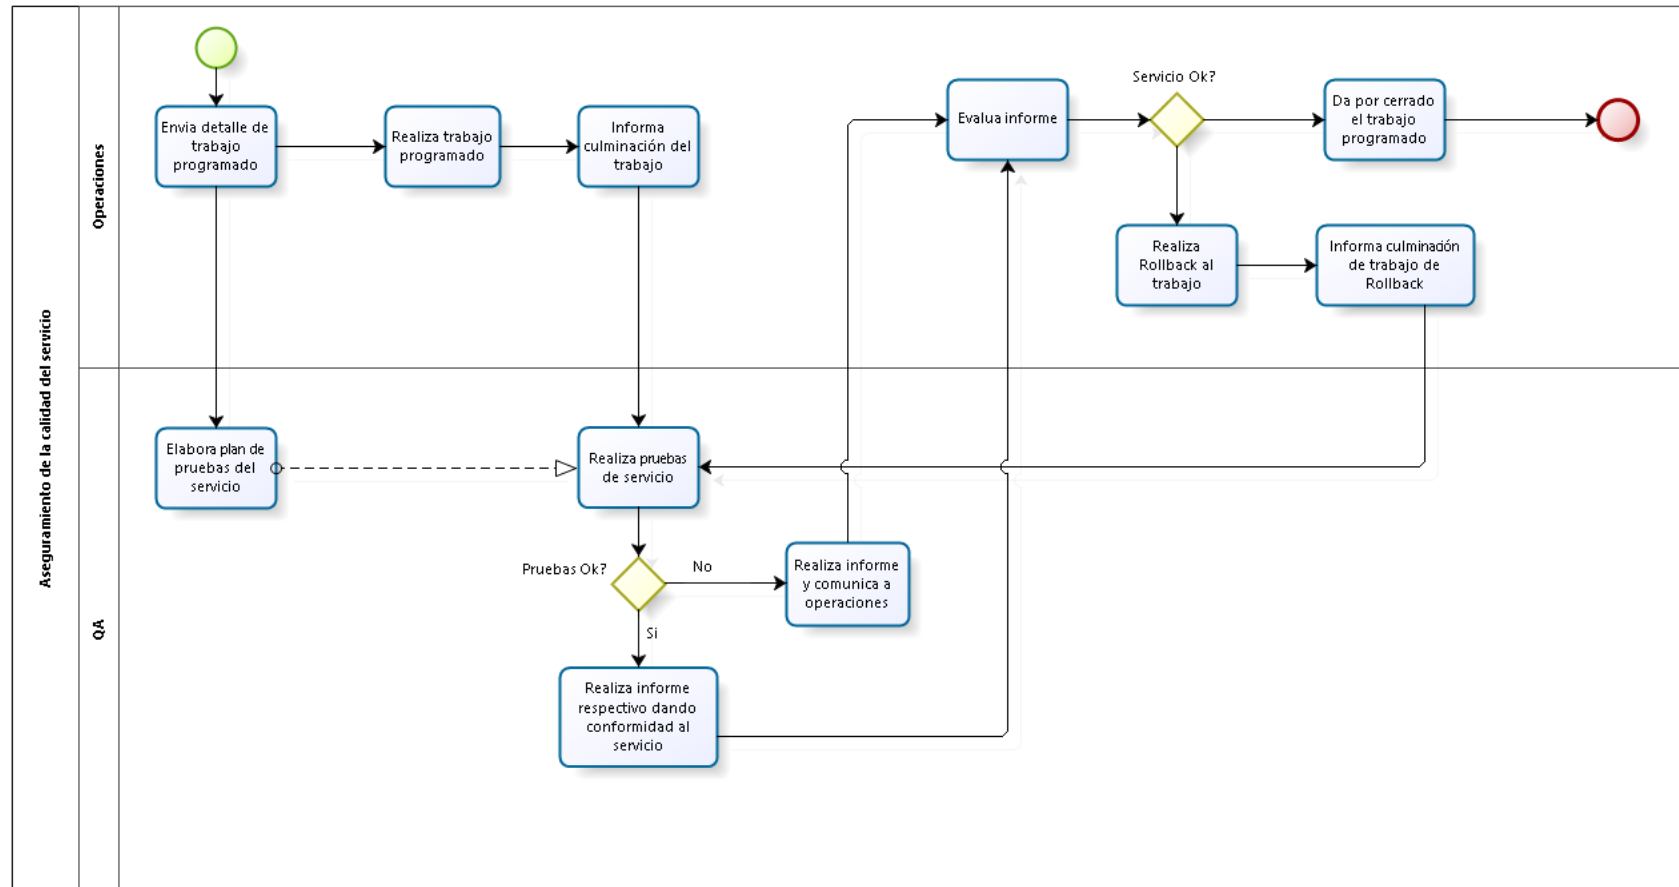 Aseguramiento de la calidad del servicio
Operaciones
Envia detalle de
trabajo
programado
Realiza trabajo
programado
Informa
culminación del
trabajo
Evalua informe
Servicio Ok?
Da por cerrado
el trabajo
programado
Realiza
Rollback al
trabajo
Informa culminación
de trabajo de
Rollback
QA
Elabora plan de
pruebas del
servicio
Realiza pruebas
de servicio
Pruebas Ok?
No
Realiza informe
y comunica a
operaciones
Si
Realiza informe
respectivo dando
conformidad al
servicio